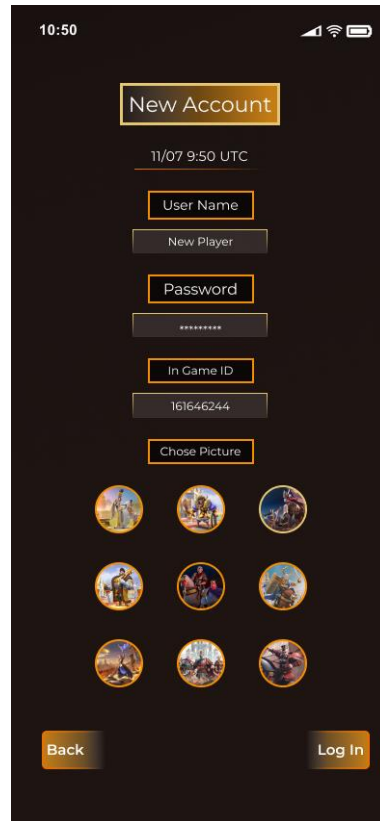 10:50
New Account
11/07 9:50 UTC
User Name
New Player
Password
*********
In Game ID
161646244
Chose Picture
Back
Log In